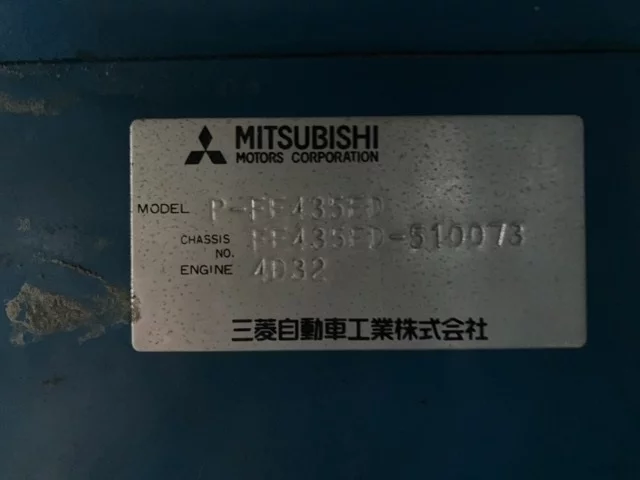 MITSUBISHI
MOTORS CORPORATION
MODEL P-FE435ED
CHASSIS NO. FE435ED-510073
ENGINE 4D32
三菱自動車工業株式会社